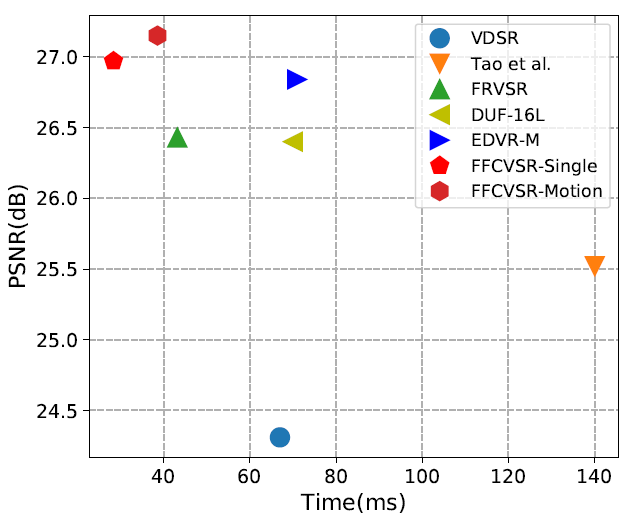 27.0
26.5
26.0
25.5
25.0
24.5
PSNR(dB)
VDSR
Tao et al.
FRVSR
DUF-16L
EDVR-M
FFCVSR-Single
FFCVSR-Motion
40 60 80 100 120 140
Time(ms)